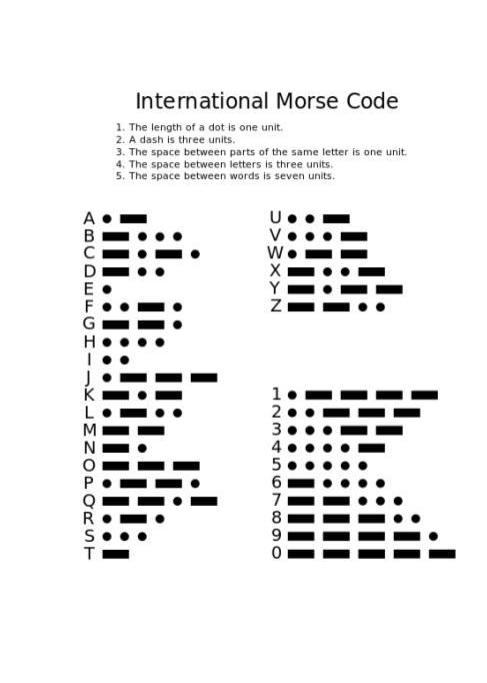 International Morse Code
1. The length of a dot is one unit.
2. A dash is three units.
3. The space between parts of the same letter is one unit.
4. The space between letters is three units.
5. The space between words is seven units.
A
B
C
D
E
F
G
H
I
J
K
L
M
N
O
P
Q
R
S
T
U
V
W
X
Y
Z
1
2
3
4
5
6
7
8
9
0